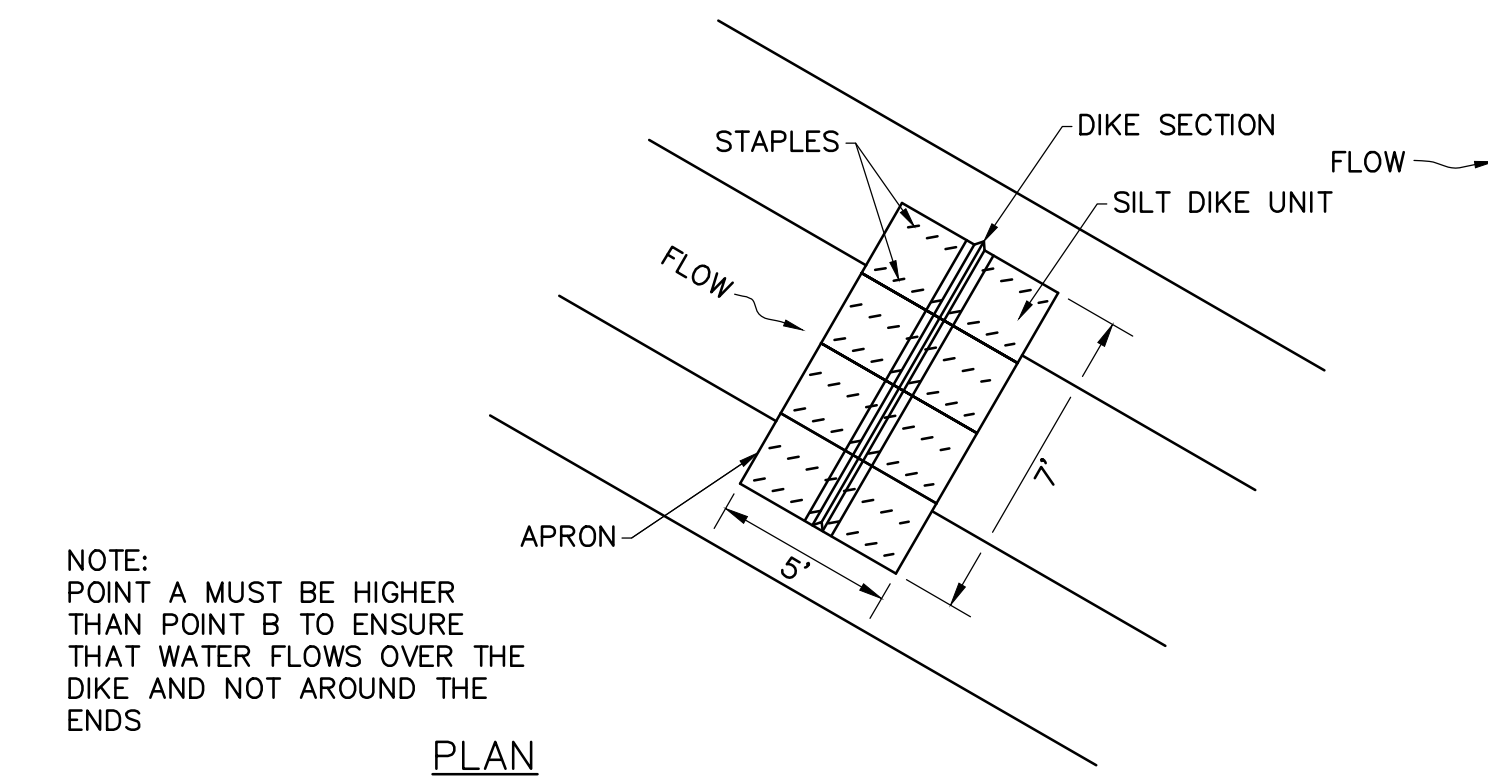 DIKE SECTION
STAPLES
FLOW
SILT DIKE UNIT
FLOW
7'
APRON
5'
NOTE:
POINT A MUST BE HIGHER
THAN POINT B TO ENSURE
THAT WATER FLOWS OVER THE
DIKE AND NOT AROUND THE
ENDS
PLAN